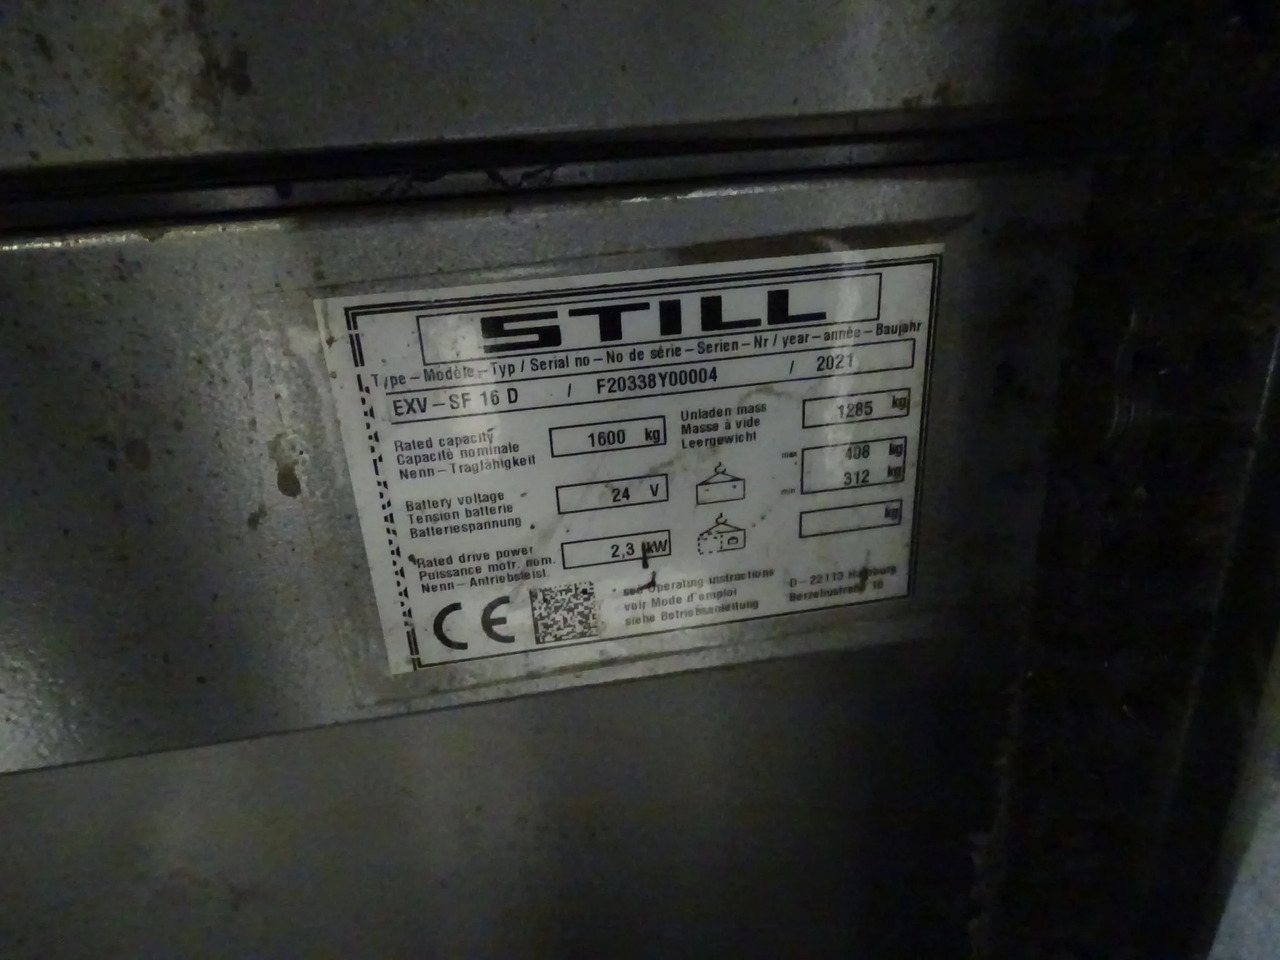 STILL
Type – Modèle – Typ / Serial no – No de série – Serien – Nr / year – année – Baujahr
EXV – SF 16 D / F20338Y00004 / 2021
Rated capacity
Capacité nominale
Nenn – Tragfähigkeit
1600 kg
Unladen mass
Masse à vide
Leergewicht
1285 kg
Battery voltage
Tension batterie
Batteriespannung
24 V
max 408 kg
min 312 kg
Rated drive power
Puissance motr. nom.
Nenn – Antriebsleist.
2,3 kW
kg
CE
see Operating instructions
voir Mode d'emploi
siehe Betriebsanleitung
D – 22113 Hamburg
Berzeliusstraße 10